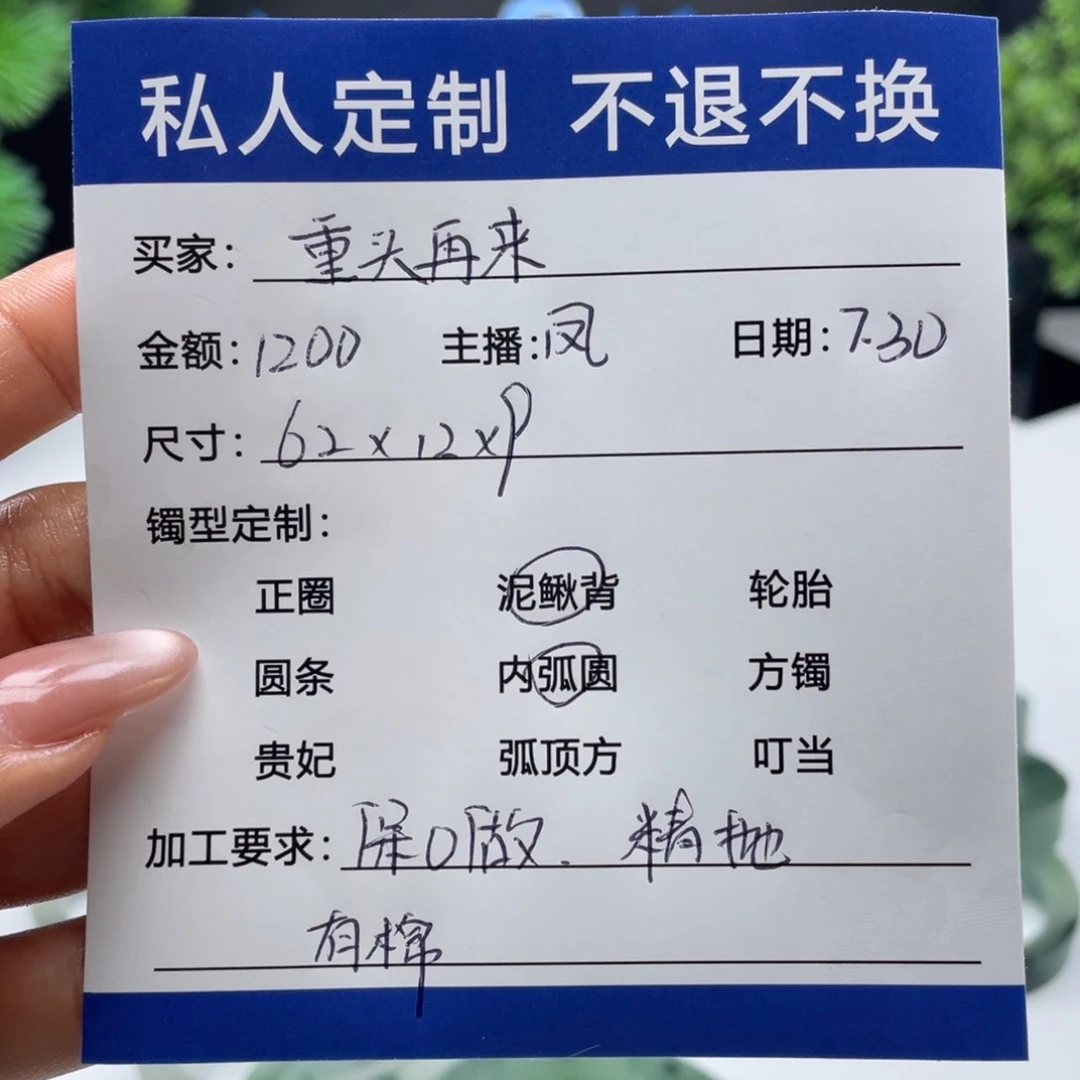 私人定制 不退不换
买家: 重头再来
金额: 1200 主播: 凤 日期: 7.30
尺寸: 62x12x9
镯型定制:
正圈 泥鳅背 轮胎
圆条 内弧圆 方镯
贵妃 弧顶方 叮当
加工要求: 保口做. 精抛
有棉